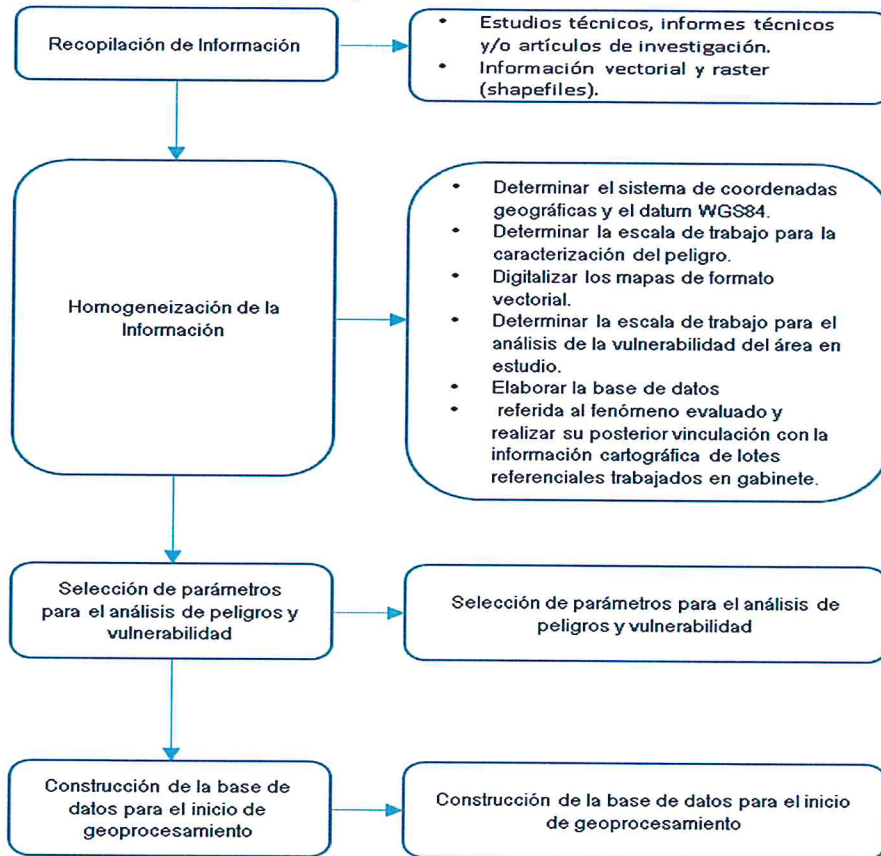 Recopilación de Información
• Estudios técnicos, informes técnicos
y/o artículos de investigación.
• Información vectorial y raster
(shapefiles).
Homogeneización de la
Información
• Determinar el sistema de coordenadas
geográficas y el datum WGS84.
• Determinar la escala de trabajo para la
caracterización del peligro.
• Digitalizar los mapas de formato
vectorial.
• Determinar la escala de trabajo para el
análisis de la vulnerabilidad del área en
estudio.
• Elaborar la base de datos
• referida al fenómeno evaluado y
realizar su posterior vinculación con la
información cartográfica de lotes
referenciales trabajados en gabinete.
Selección de parámetros
para el análisis de peligros y
vulnerabilidad
Selección de parámetros para el análisis de
peligros y vulnerabilidad
Construcción de la base de
datos para el inicio de
geoprocesamiento
Construcción de la base de datos para el inicio
de geoprocesamiento